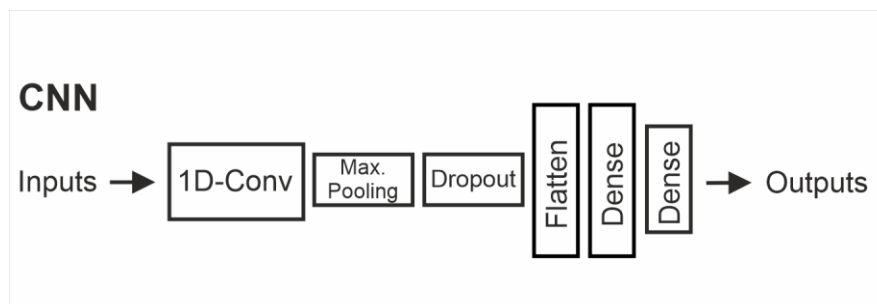 CNN
Inputs
1D-Conv
Max.
Pooling
Dropout
Flatten
Dense
Dense
Outputs